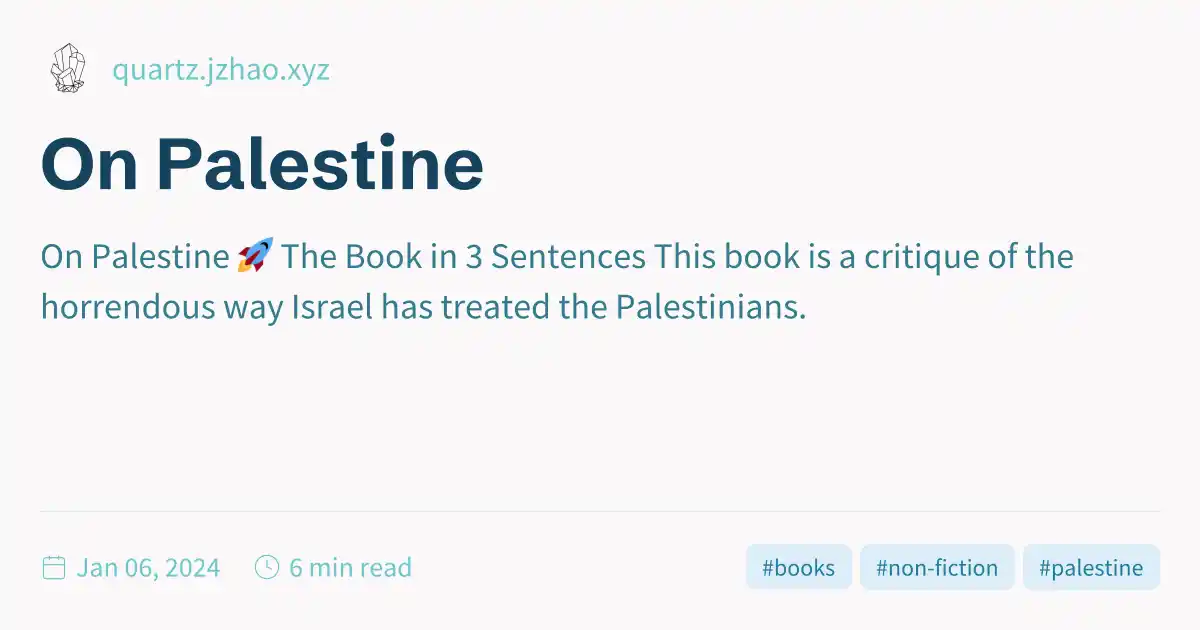 quartz.jzhao.xyz
On Palestine
On Palestine 🚀 The Book in 3 Sentences This book is a critique of the
horrendous way Israel has treated the Palestinians.
Jan 06, 2024 6 min read #books #non-fiction #palestine